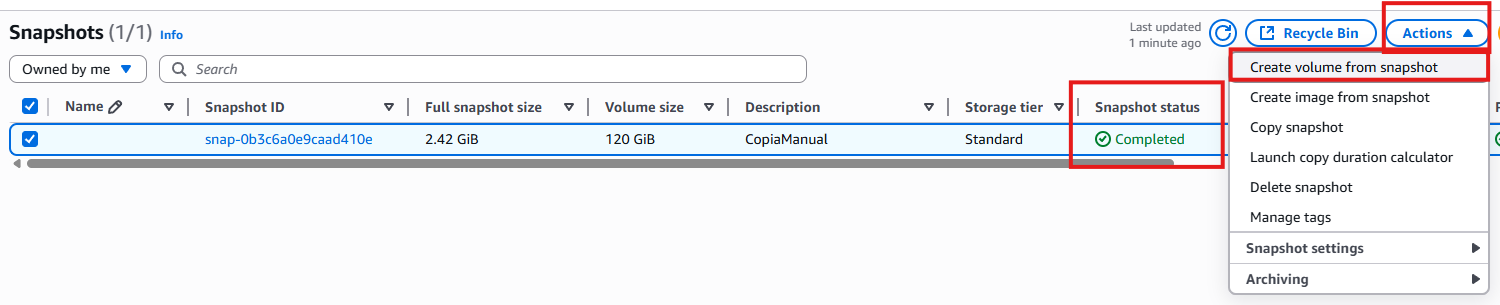 Snapshots (1/1) Info
Last updated
1 minute ago
Recycle Bin
Actions
Owned by me
Search
Name Snapshot ID Full snapshot size Volume size Description Storage tier Snapshot status
snap-0b3c6a0e9caad410e 2.42 GiB 120 GiB CopiaManual Standard Completed
Create volume from snapshot
Create image from snapshot
Copy snapshot
Launch copy duration calculator
Delete snapshot
Manage tags
Snapshot settings
Archiving